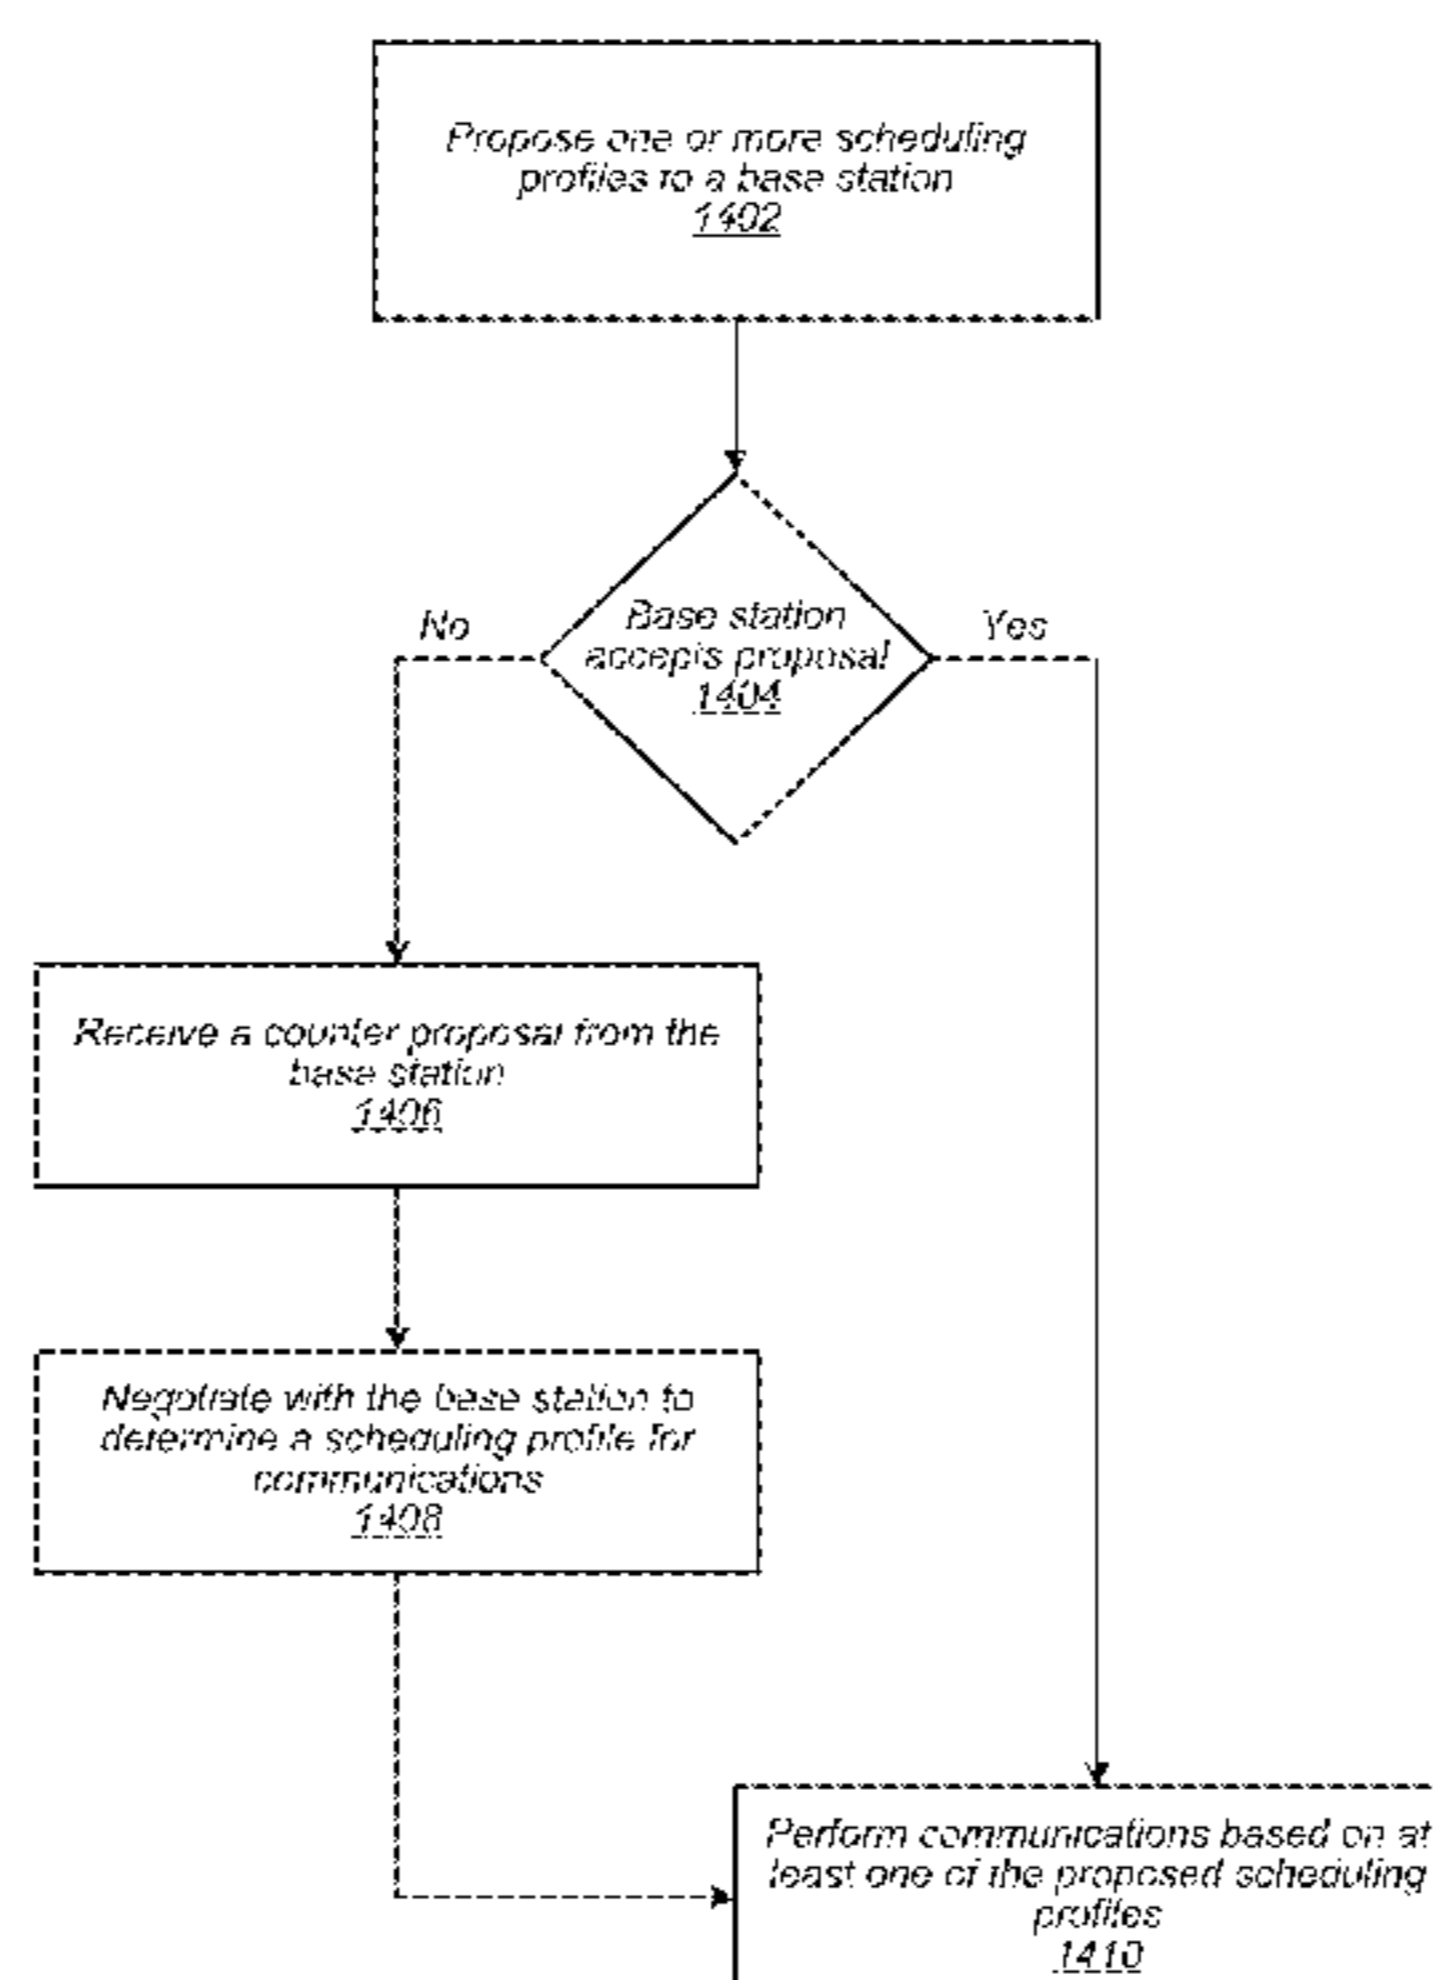 Propose one or more scheduling
profiles to a base station
1402
Base station
accepts proposal
1404
No
Yes
Receive a counter proposal from the
base station
1406
Negotiate with the base station to
determine a scheduling profile for
communications
1408
Perform communications based on at
least one of the proposed scheduling
profiles
1410